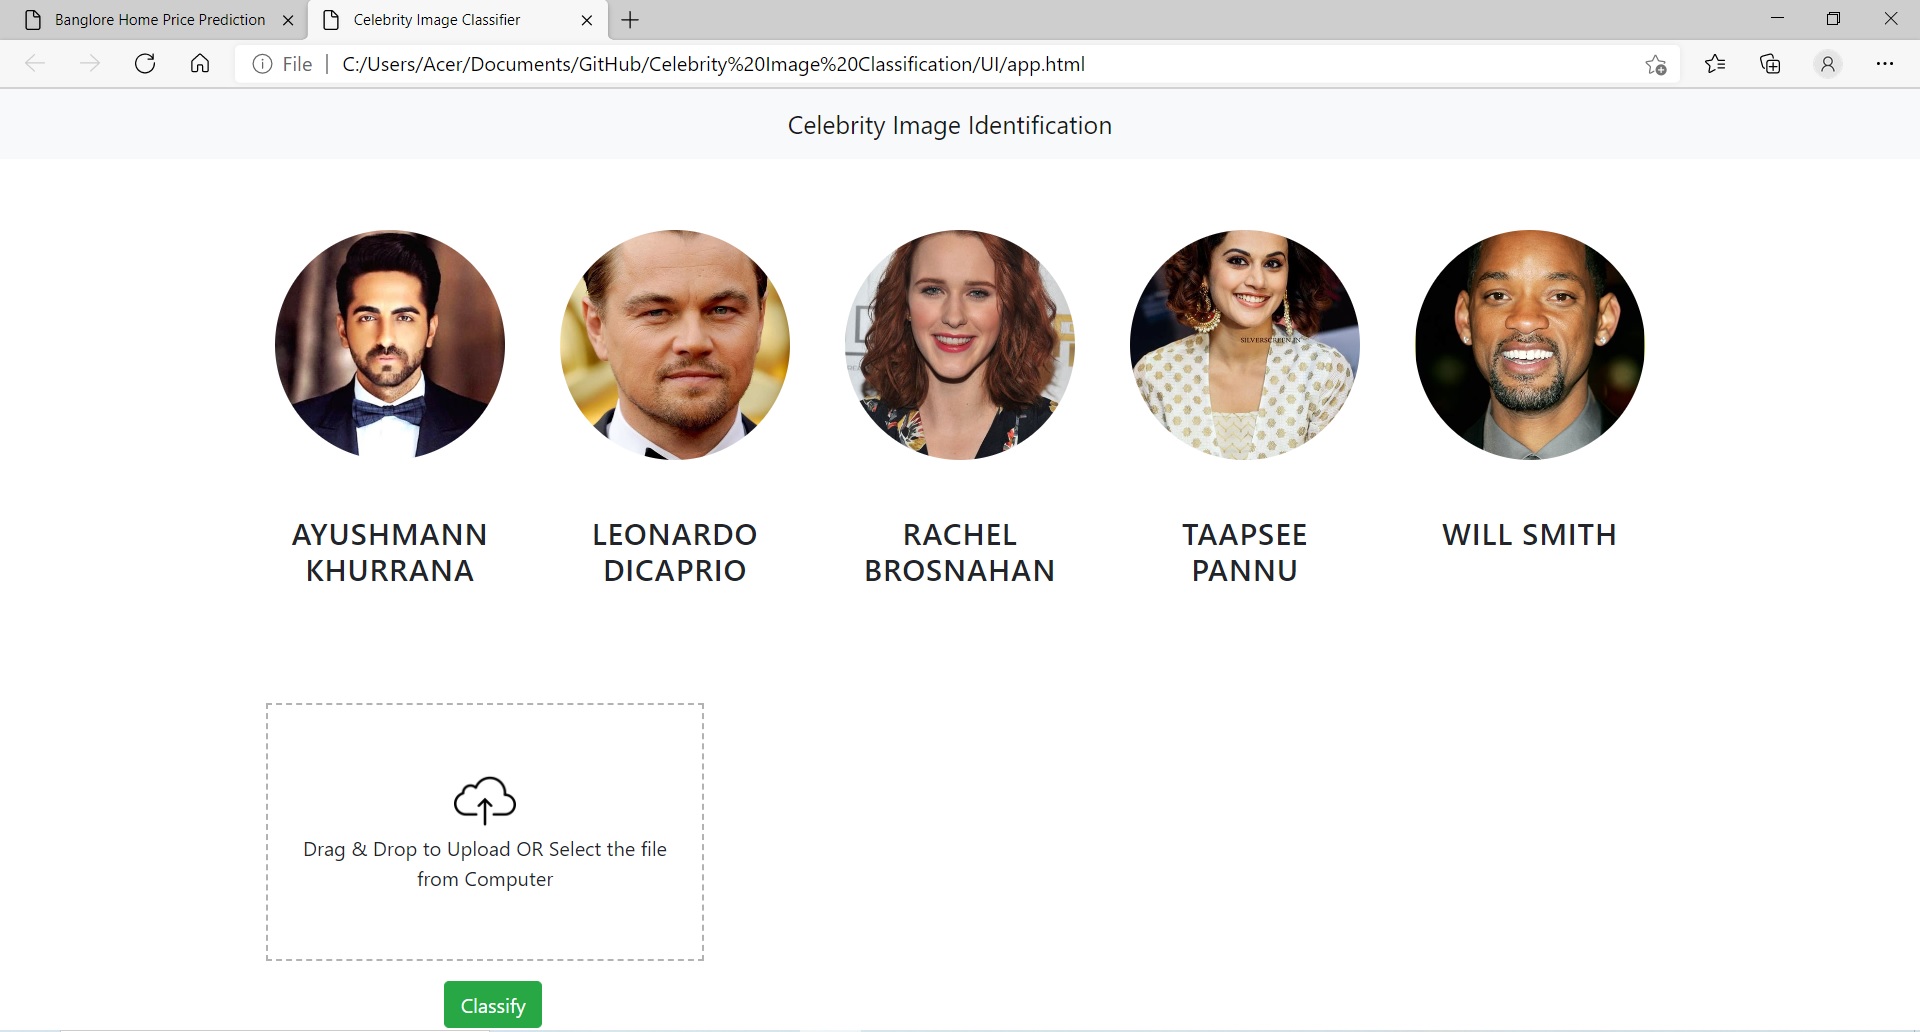 Banglore Home Price Prediction
Celebrity Image Classifier
File
C:/Users/Acer/Documents/GitHub/Celebrity%20Image%20Classification/UI/app.html
Celebrity Image Identification
SILVERSCREEN.IN
AYUSHMANN
KHURRANA
LEONARDO
DICAPRIO
RACHEL
BROSNAHAN
TAAPSEE
PANNU
WILL SMITH
Drag & Drop to Upload OR Select the file
from Computer
Classify